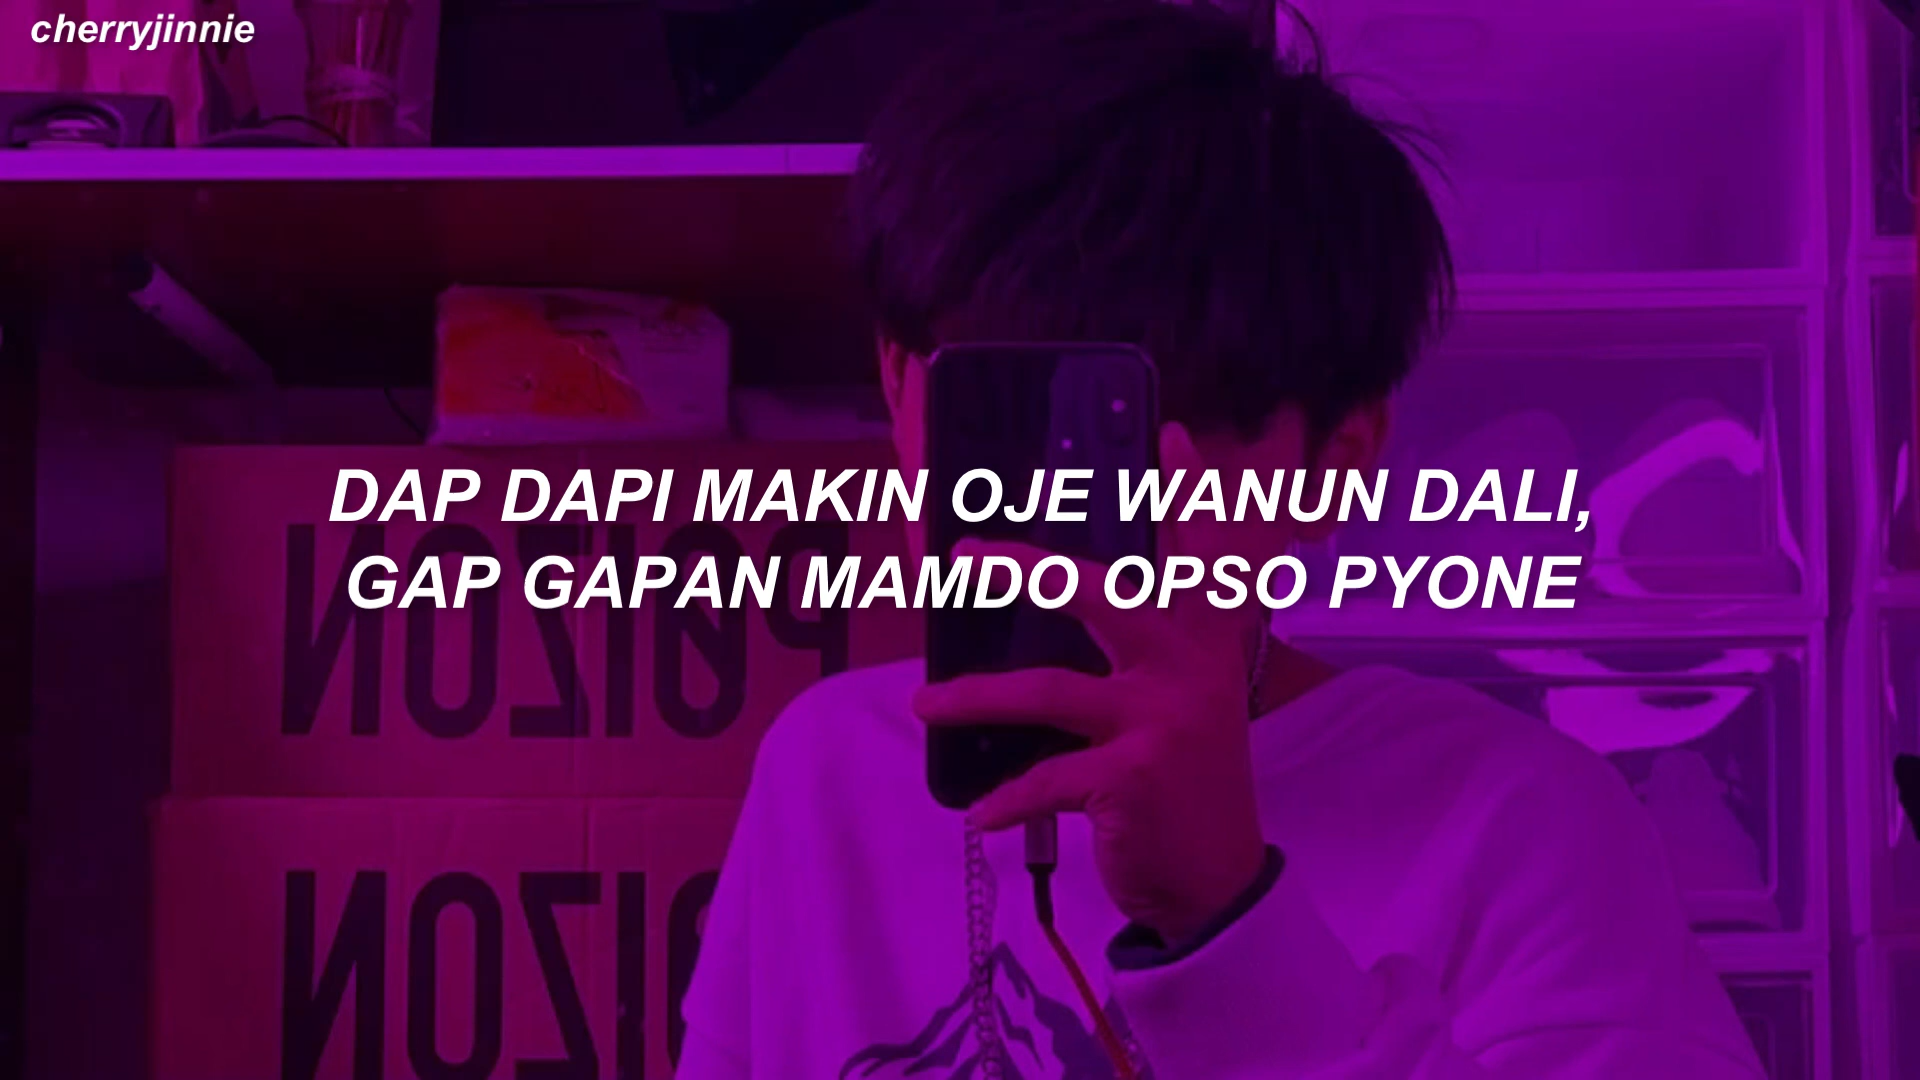 cherryjinnie
DAP DAPI MAKIN OJE WANUN DALI,
GAP GAPAN MAMDO OPSO PYONE
POIZON
POIZON